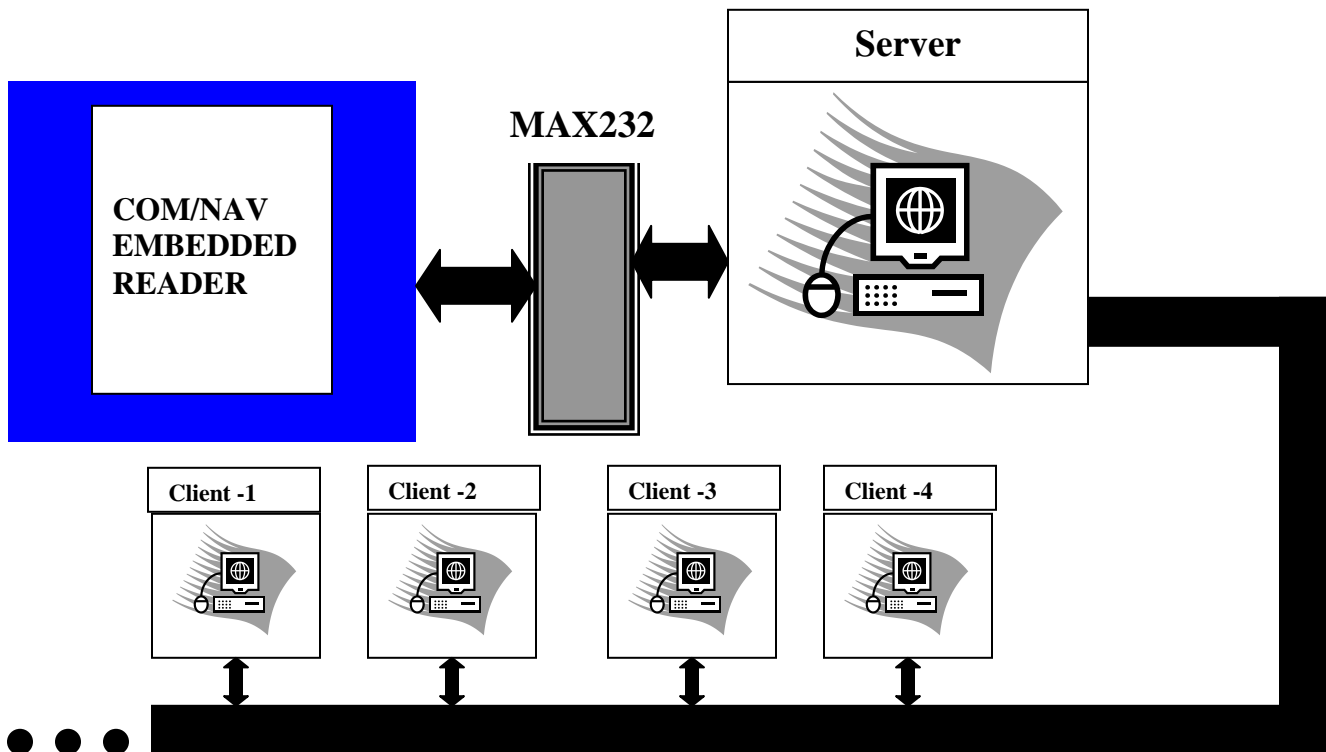 Server
MAX232
COM/NAV
EMBEDDED
READER
Client -1
Client -2
Client -3
Client -4